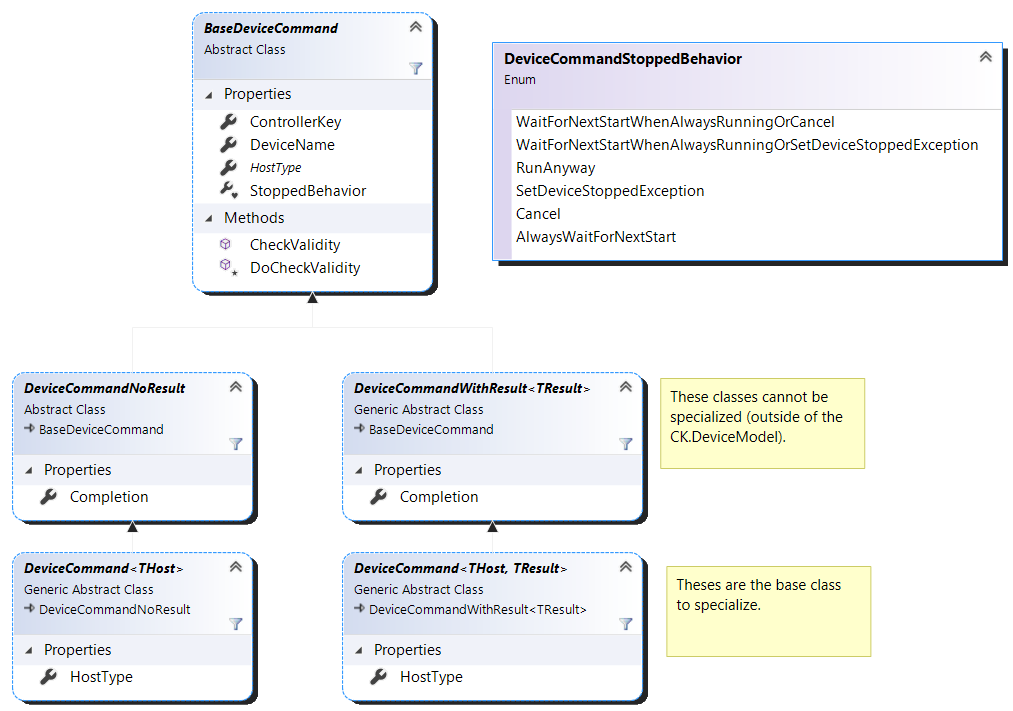 BaseDeviceCommand
Abstract Class
Properties
ControllerKey
DeviceName
HostType
StoppedBehavior
Methods
CheckValidity
DoCheckValidity
DeviceCommandStoppedBehavior
Enum
WaitForNextStartWhenAlwaysRunningOrCancel
WaitForNextStartWhenAlwaysRunningOrSetDeviceStoppedException
RunAnyway
SetDeviceStoppedException
Cancel
AlwaysWaitForNextStart
DeviceCommandNoResult
Abstract Class
BaseDeviceCommand
Properties
Completion
DeviceCommandWithResult<TResult>
Generic Abstract Class
BaseDeviceCommand
Properties
Completion
These classes cannot be
specialized (outside of the
CK.DeviceModel).
DeviceCommand<THost>
Generic Abstract Class
DeviceCommandNoResult
Properties
HostType
DeviceCommand<THost, TResult>
Generic Abstract Class
DeviceCommandWithResult<TResult>
Properties
HostType
Theses are the base class
to specialize.